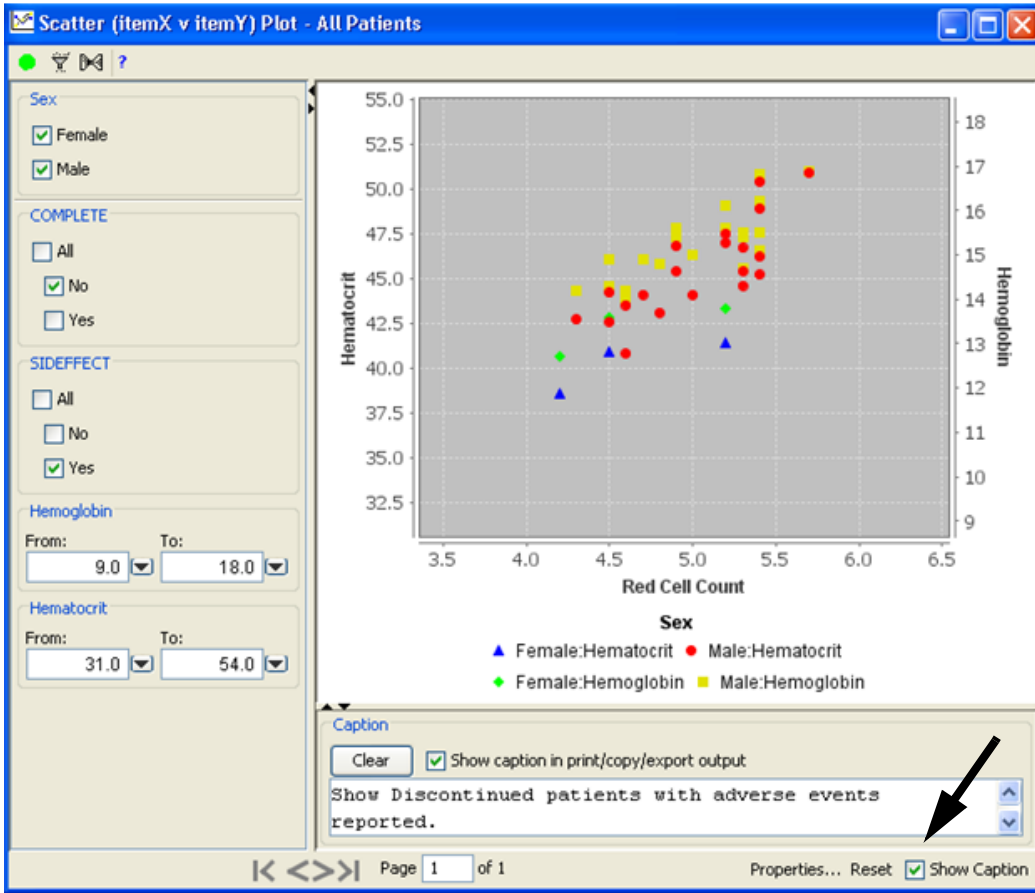 Scatter (itemX v itemY) Plot - All Patients
?
Sex
Female
Male
COMPLETE
All
No
Yes
SIDEFFECT
All
No
Yes
Hemoglobin
From: To:
9.0 18.0
Hematocrit
From: To:
31.0 54.0
55.0
52.5
50.0
47.5
45.0
42.5
40.0
37.5
35.0
32.5
Hematocrit
18
17
16
15
14
13
12
11
10
9
Hemoglobin
3.5 4.0 4.5 5.0 5.5 6.0 6.5
Red Cell Count
Sex
Female:Hematocrit Male:Hematocrit
Female:Hemoglobin Male:Hemoglobin
Caption
Clear Show caption in print/copy/export output
Show Discontinued patients with adverse events
reported.
Page 1 of 1 Properties... Reset Show Caption